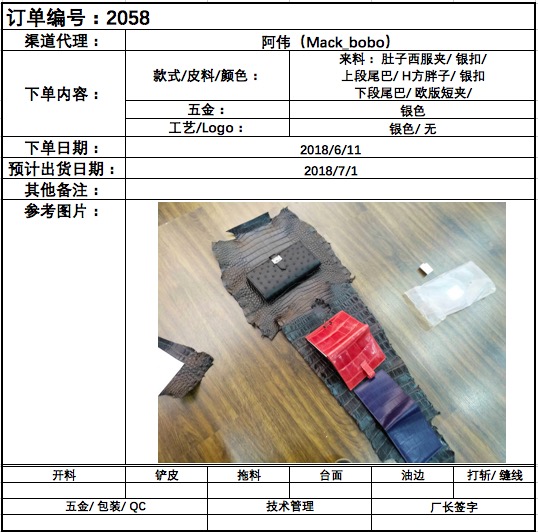 订单编号：2058
渠道代理： 阿伟（Mack_bobo）
下单内容： 款式/皮料/颜色： 来料： 肚子西服夹/ 银扣/
上段尾巴/ H方胖子/ 银扣
下段尾巴/ 欧版短夹/
五金： 银色
工艺/Logo： 银色/ 无
下单日期： 2018/6/11
预计出货日期： 2018/7/1
其他备注：
参考图片：
开料 铲皮 拖料 台面 油边 打斩/ 缝线
五金/ 包装/ QC 技术管理 厂长签字